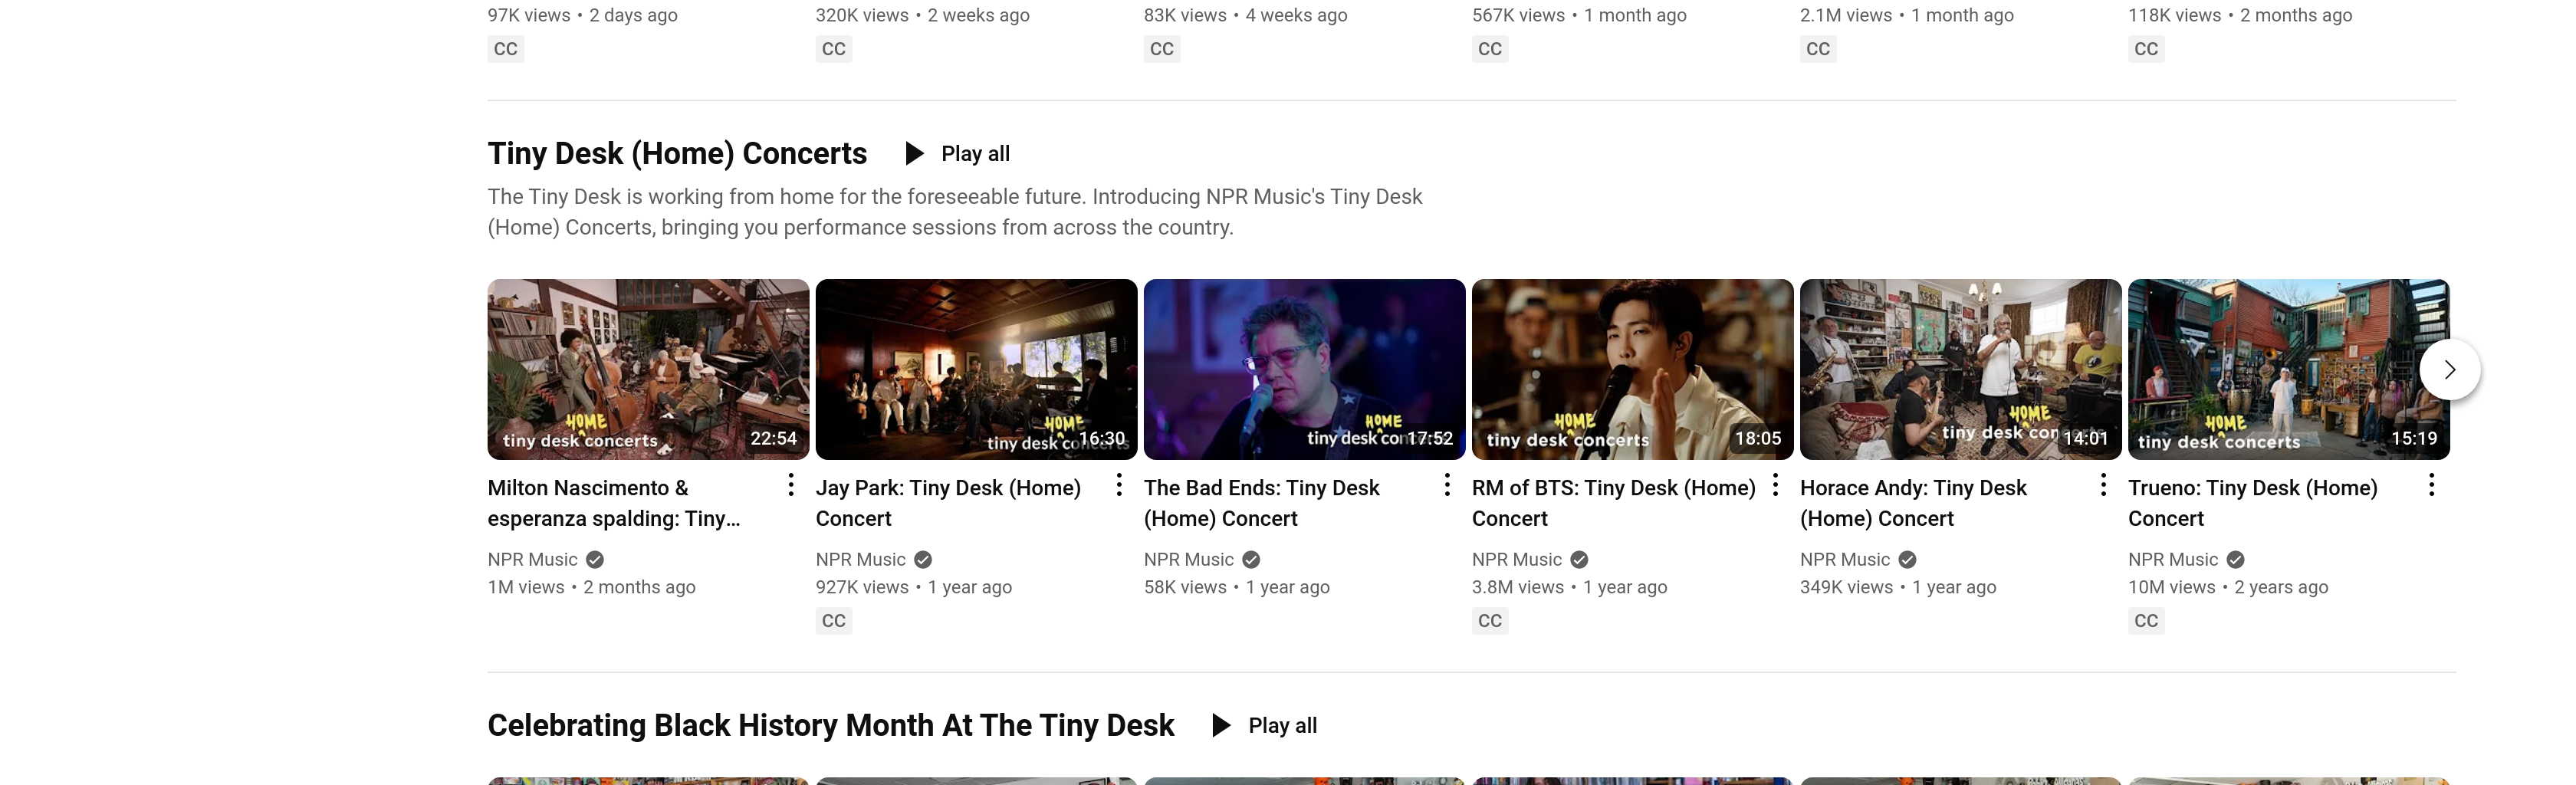 97K views • 2 days ago
320K views • 2 weeks ago
83K views • 4 weeks ago
567K views • 1 month ago
2.1M views • 1 month ago
118K views • 2 months ago
CC
CC
CC
CC
CC
CC
Tiny Desk (Home) Concerts
Play all
The Tiny Desk is working from home for the foreseeable future. Introducing NPR Music's Tiny Desk
(Home) Concerts, bringing you performance sessions from across the country.
HOME
tiny desk concerts
22:54
HOME
tiny desk concerts
16:30
HOME
tiny desk con
17:52
HOME
tiny desk concerts
18:05
HOME
tiny desk con
14:01
HOME
tiny desk concerts
15:19
Milton Nascimento &
esperanza spalding: Tiny...
NPR Music
1M views • 2 months ago
Jay Park: Tiny Desk (Home)
Concert
NPR Music
927K views • 1 year ago
CC
The Bad Ends: Tiny Desk
(Home) Concert
NPR Music
58K views • 1 year ago
RM of BTS: Tiny Desk (Home)
Concert
NPR Music
3.8M views • 1 year ago
CC
Horace Andy: Tiny Desk
(Home) Concert
NPR Music
349K views • 1 year ago
Trueno: Tiny Desk (Home)
Concert
NPR Music
10M views • 2 years ago
CC
Celebrating Black History Month At The Tiny Desk
Play all